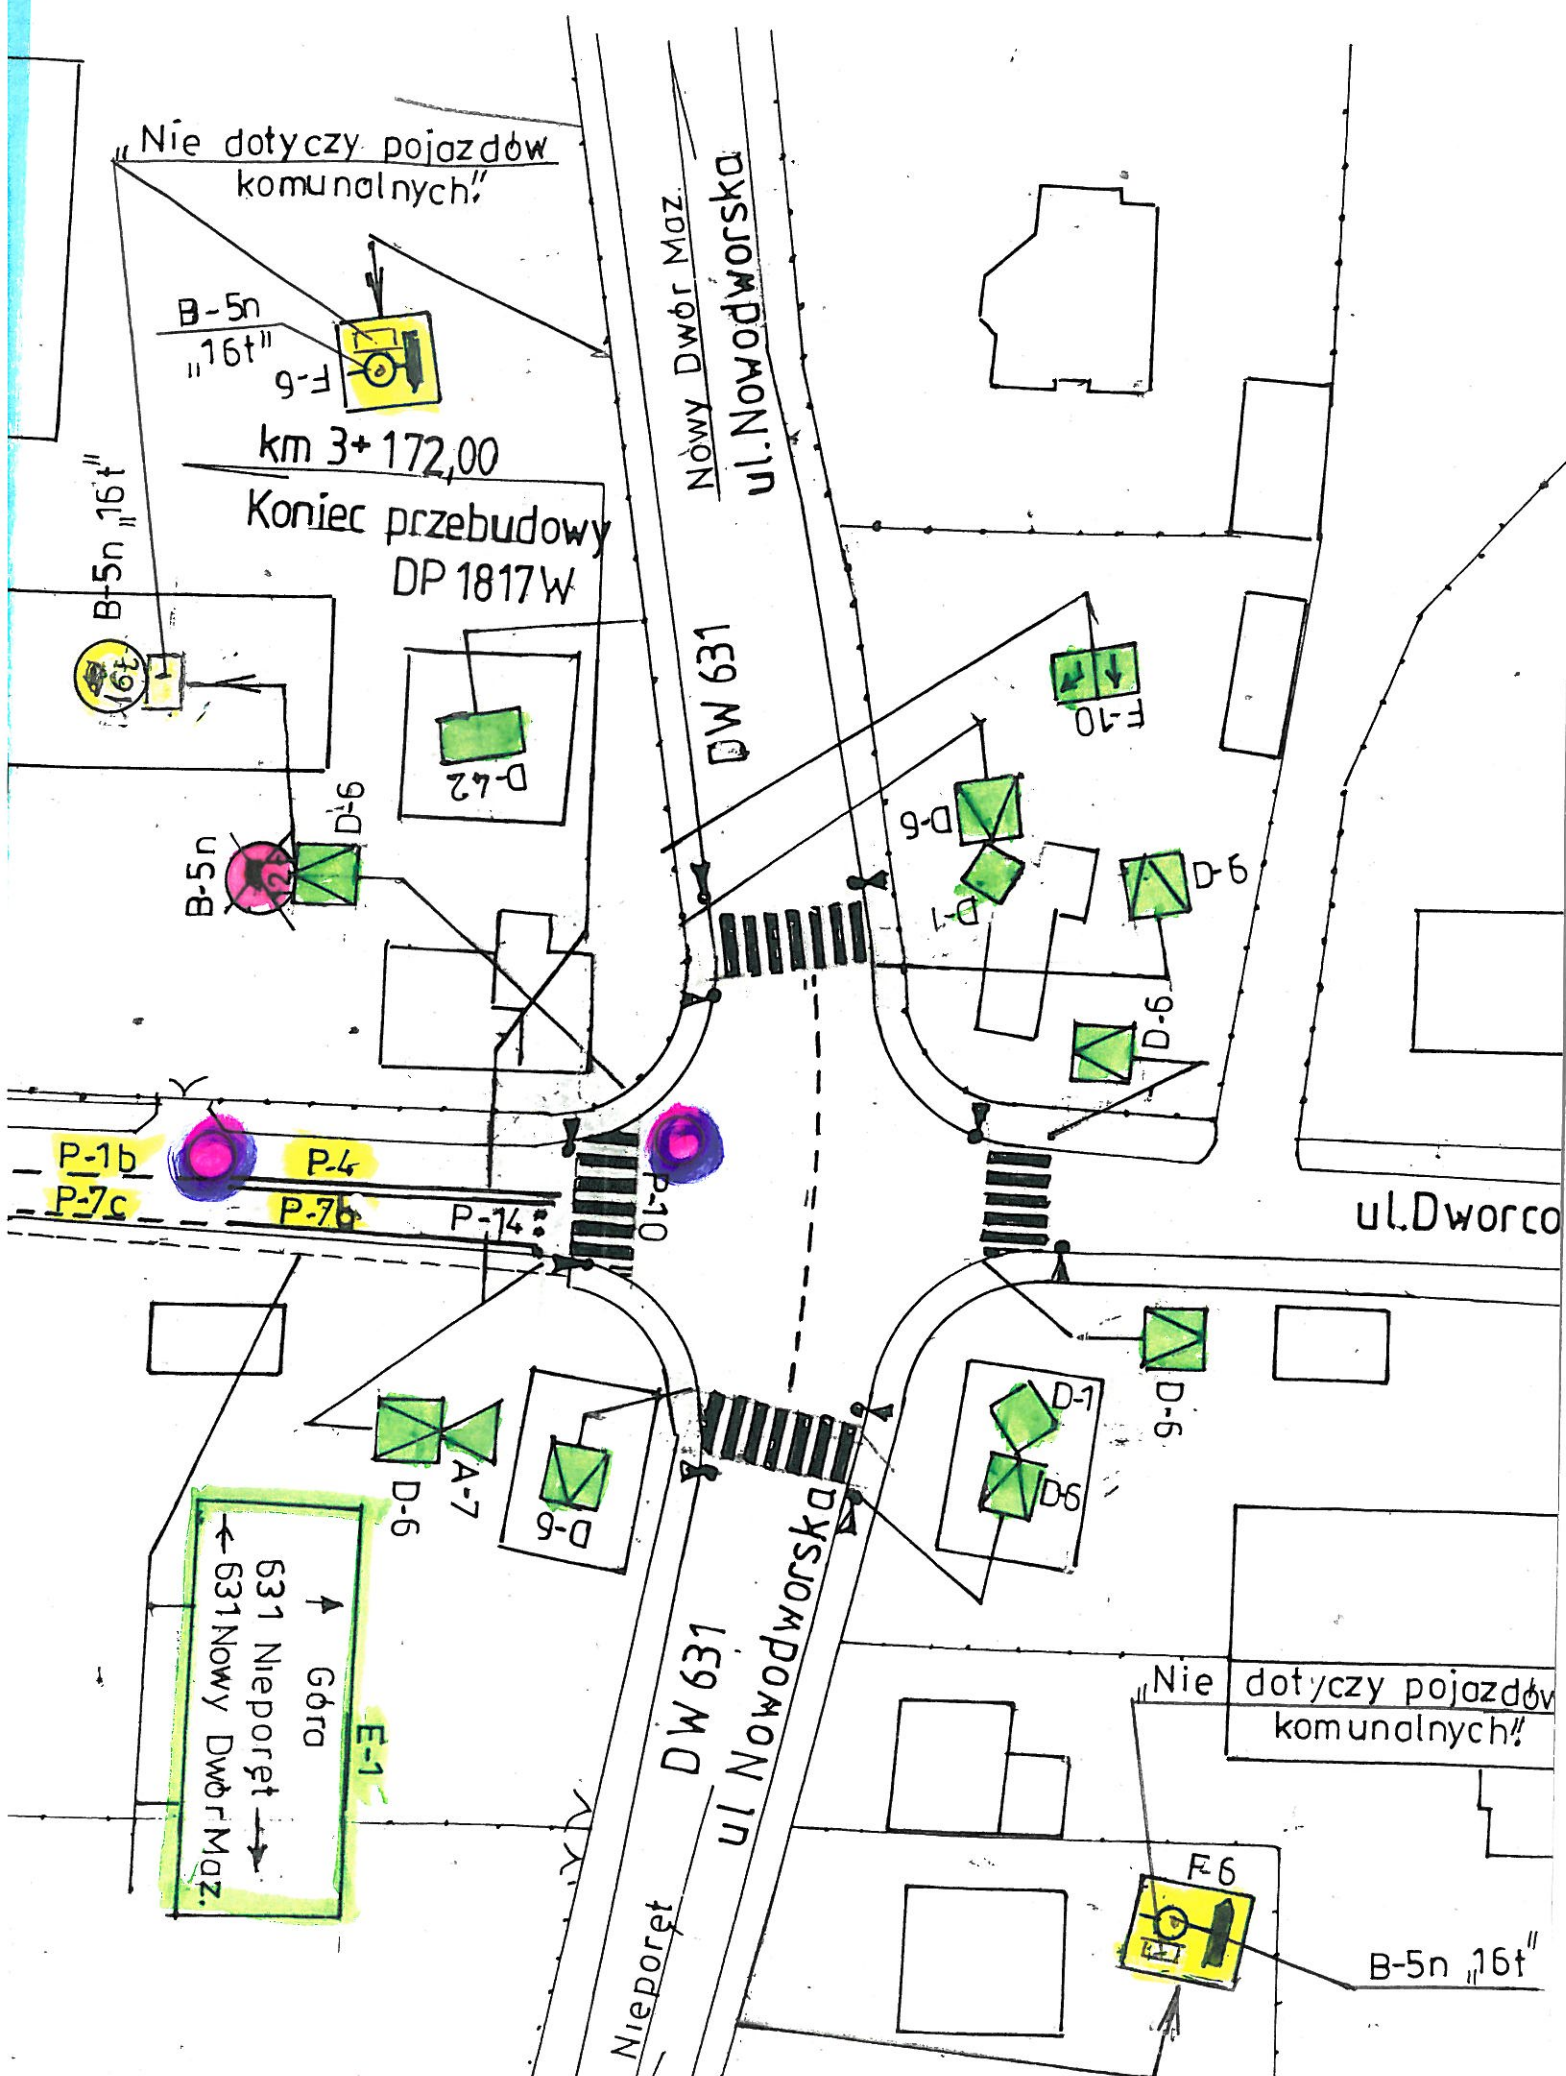 „Nie dotyczy pojazdów
komunalnych”
B-5n
„16t”
F-6
km 3+172,00
Koniec przebudowy
DP 1817W
B-5n „16t”
16t
D-42
D-6
B-5n
Nowy Dwór Maz.
ul. Nowodworska
DW 631
F-10
D-6
D-1
D-6
D-6
P-1b
P-4
P-7c
P-7b
P-14
P-10
ul. Dworco
D-6
A-7
D-6
D-6
D-1
D-6
E-1
Góra
631 Nieporęt
631 Nowy Dwór Maz.
DW 631
ul Nowodworska
Nieporęt
„Nie dotyczy pojazdów
komunalnych”
F-6
B-5n „16t”